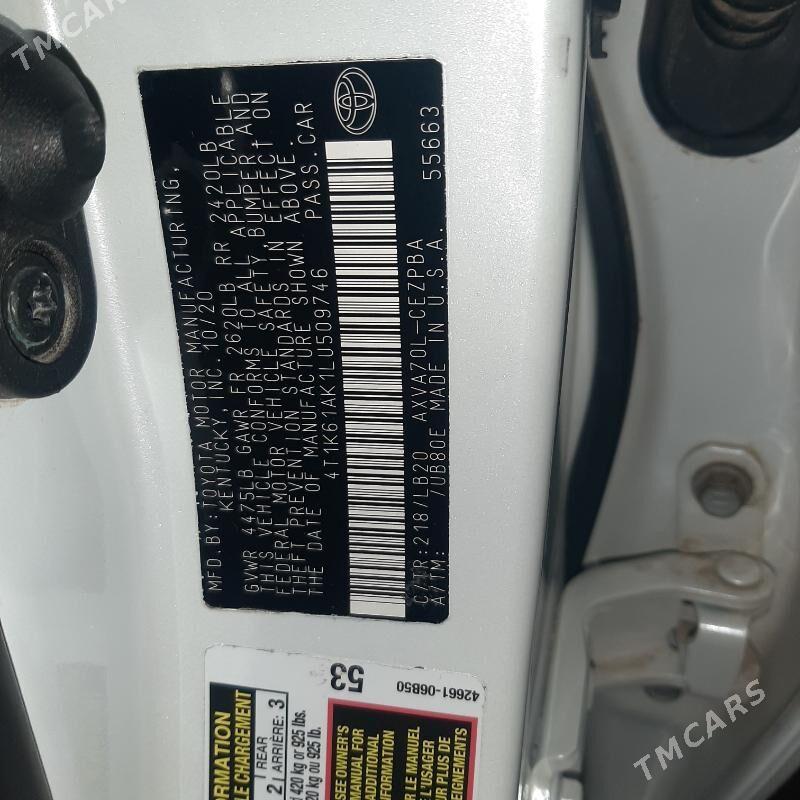 TMCARS
MFD.BY:TOYOTA MOTOR MANUFACTURING,
KENTUCKY, INC. 10/20
GVWR 4475LB GAWR FR 2620LB RR 2420LB
THIS VEHICLE CONFORMS TO ALL APPLICABLE
FEDERAL MOTOR VEHICLE SAFETY, BUMPER AND
THEFT PREVENTION STANDARDS IN EFFECT ON
THE DATE OF MANUFACTURE SHOWN ABOVE.
4T1K61AK1LU509746 PASS.CAR
C/TR:218 /LB20 AXVA70L-CEZPBA 55663
A/TM: /UB80E MADE IN U.S.A.
53
42661-06B50
1 REAR
2 ARRIÈRE: 3
420 kg or 925 lbs.
kg ou 925 lb.
SEE OWNER'S
MANUAL FOR
ADDITIONAL
L'USAGER
TMCARS